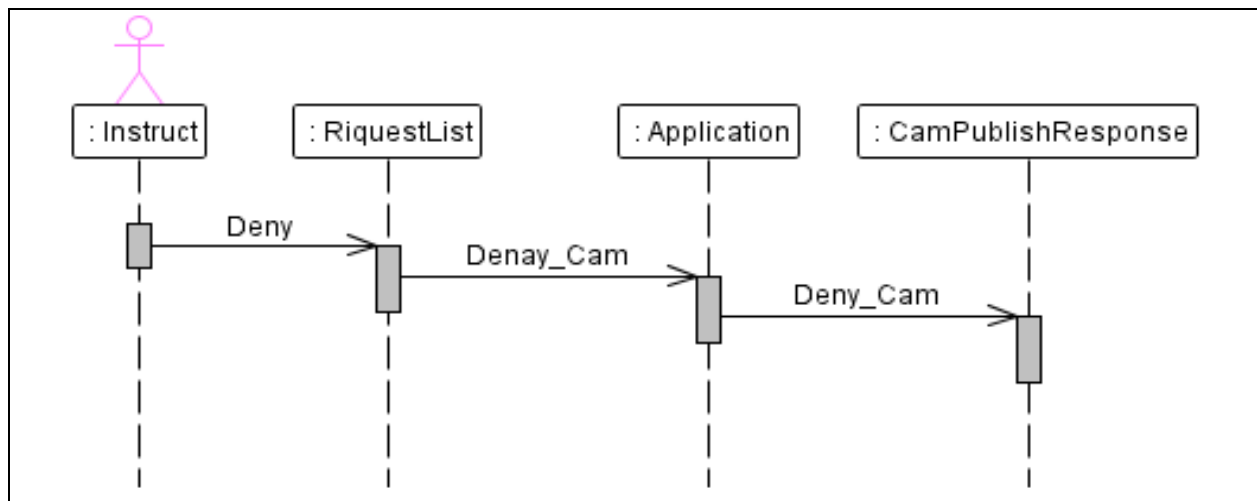 : Instruct
: RiquestList
: Application
: CamPublishResponse
Deny
Denay_Cam
Deny_Cam